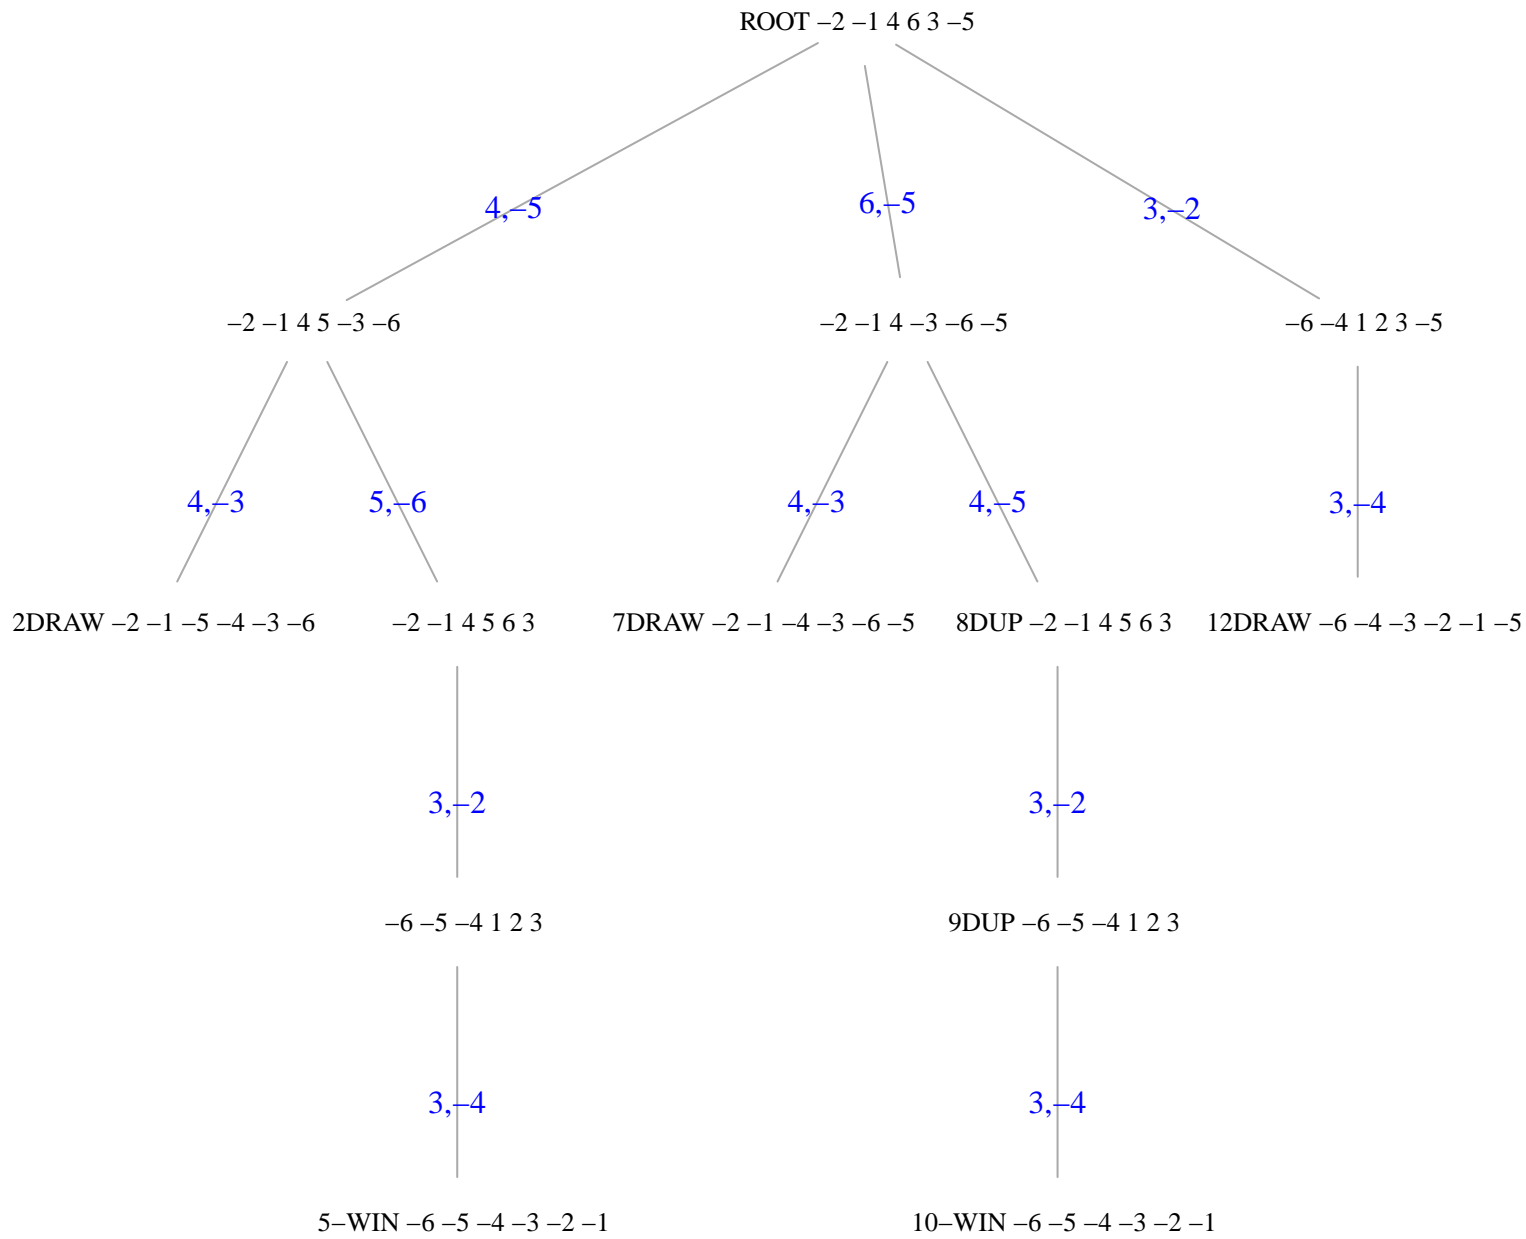 ROOT –2 –1 4 6 3 –5
4,–5
6,–5
3,–2
–2 –1 4 5 –3 –6
–2 –1 4 –3 –6 –5
–6 –4 1 2 3 –5
4,–3
5,–6
4,–3
4,–5
3,–4
2DRAW –2 –1 –5 –4 –3 –6
–2 –1 4 5 6 3
7DRAW –2 –1 –4 –3 –6 –5
8DUP –2 –1 4 5 6 3
12DRAW –6 –4 –3 –2 –1 –5
3,–2
3,–2
–6 –5 –4 1 2 3
9DUP –6 –5 –4 1 2 3
3,–4
3,–4
5–WIN –6 –5 –4 –3 –2 –1
10–WIN –6 –5 –4 –3 –2 –1